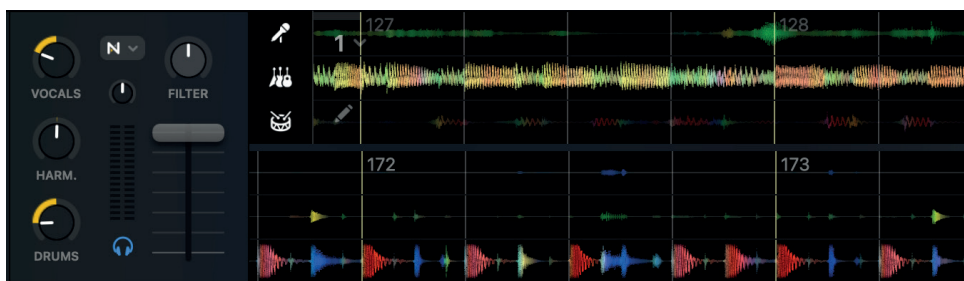 N
VOCALS
FILTER
HARM.
DRUMS
1
127
128
172
173